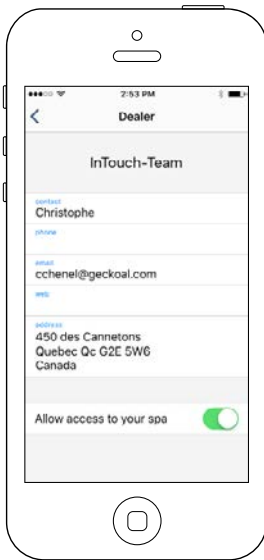 2:53 PM
Dealer
InTouch-Team
contact
Christophe
phone
email
cchenel@geckoal.com
web
address
450 des Cannetons
Quebec Qc G2E 5W6
Canada
Allow access to your spa